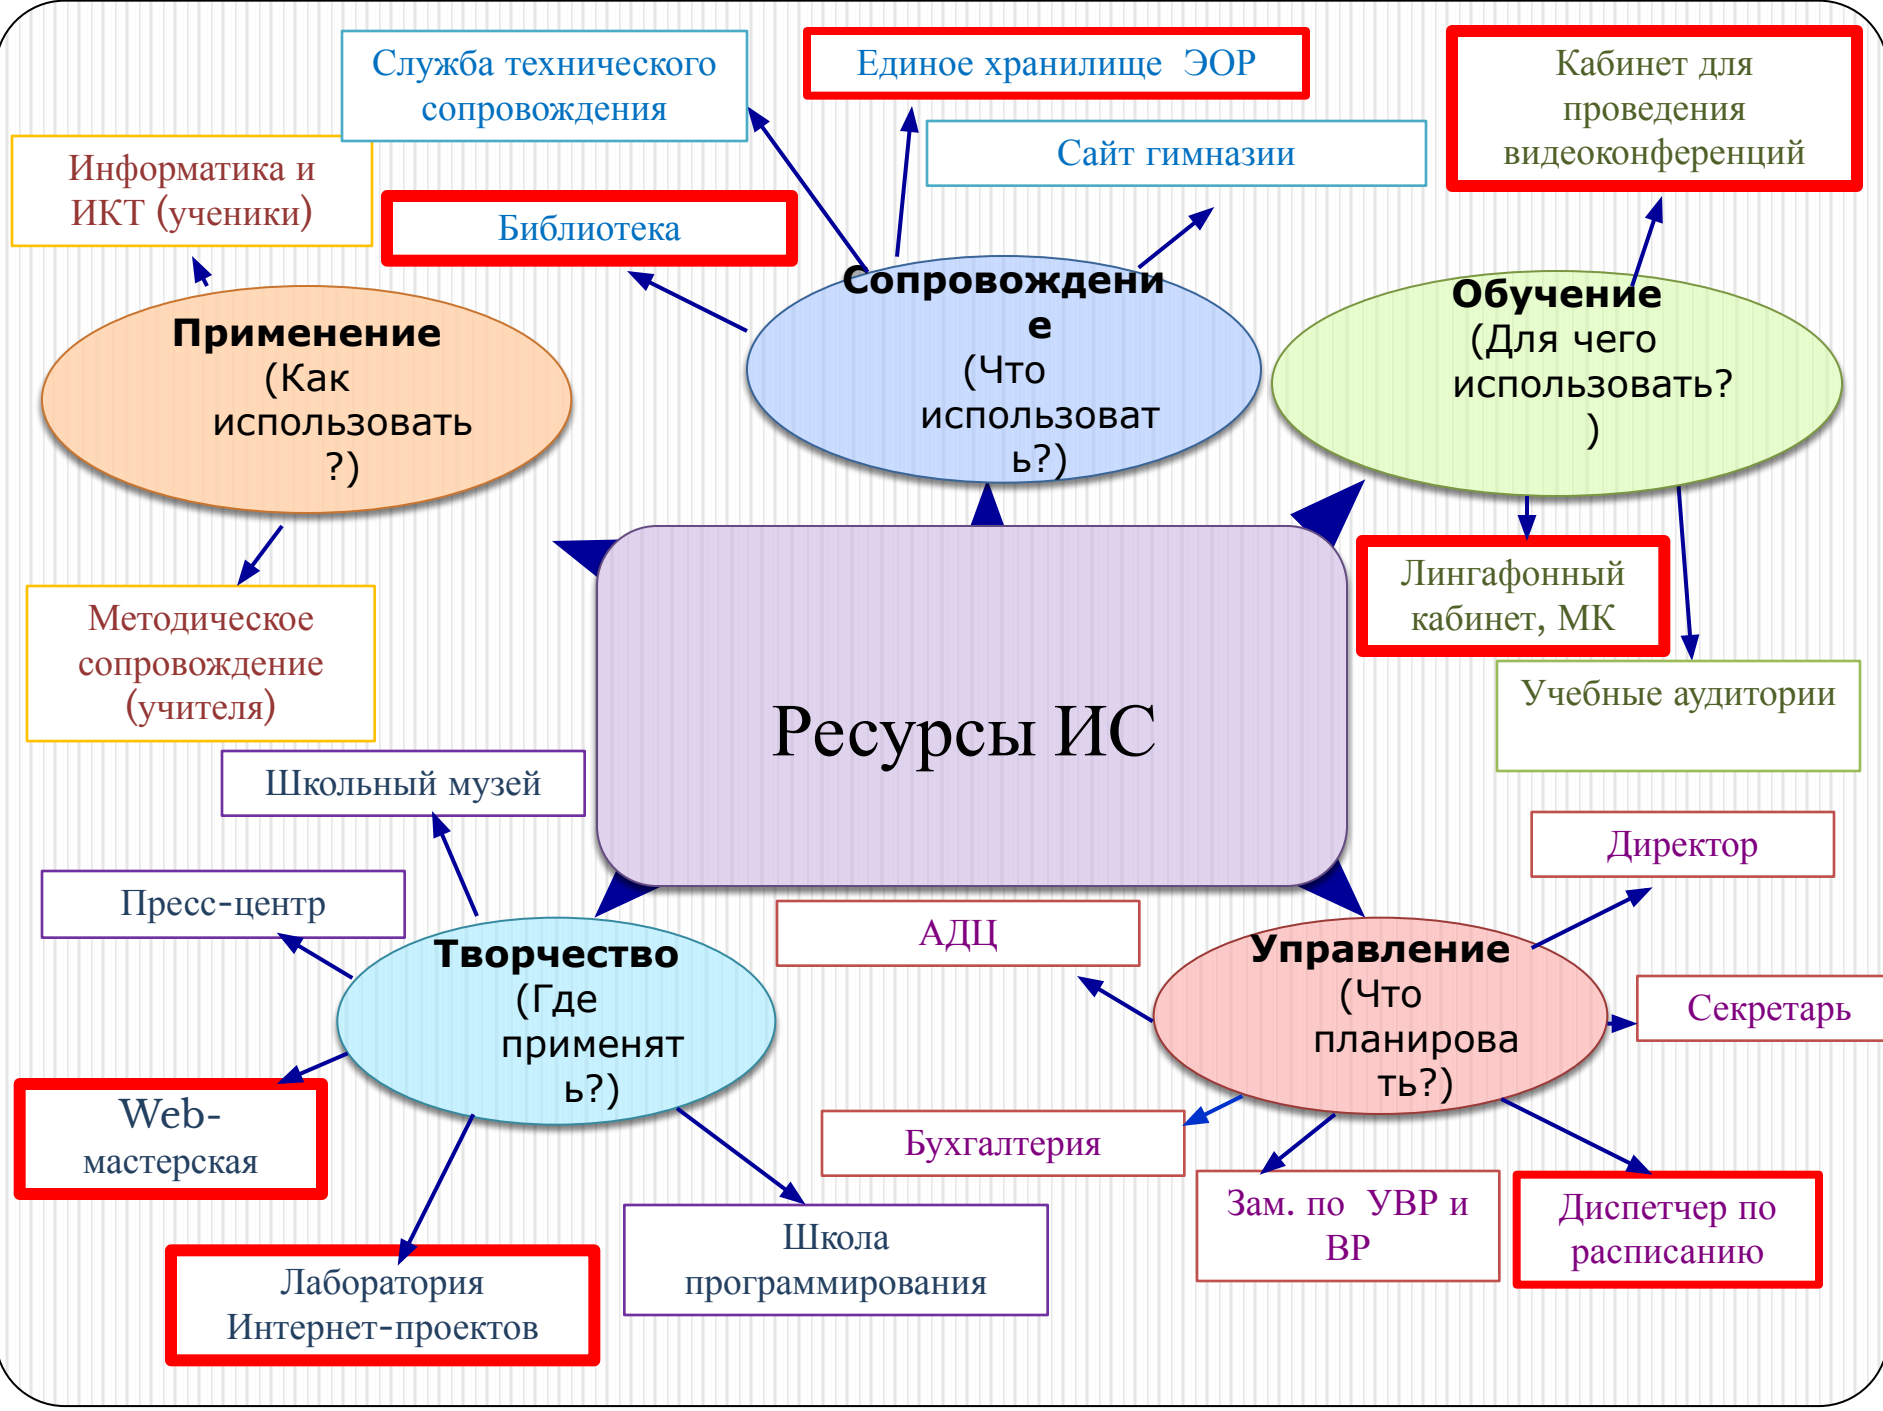 Служба технического
сопровождения
Единое хранилище  ЭОР
Кабинет для
проведения
видеоконференций
Сайт гимназии
Информатика и
ИКТ (ученики)
Библиотека
Применение
(Как
использовать
?)
Сопровождени
е
(Что
использоват
ь?)
Обучение
(Для чего
использовать?
)
Методическое
сопровождение
(учителя)
Ресурсы ИС
Лингафонный
кабинет, МК
Учебные аудитории
Школьный музей
Пресс-центр
Творчество
(Где
применят
ь?)
Web-
мастерская
Лаборатория
Интернет-проектов
Школа
программирования
АДЦ
Управление
(Что
планирова
ть?)
Директор
Секретарь
Бухгалтерия
Зам. по  УВР и
ВР
Диспетчер по
расписанию